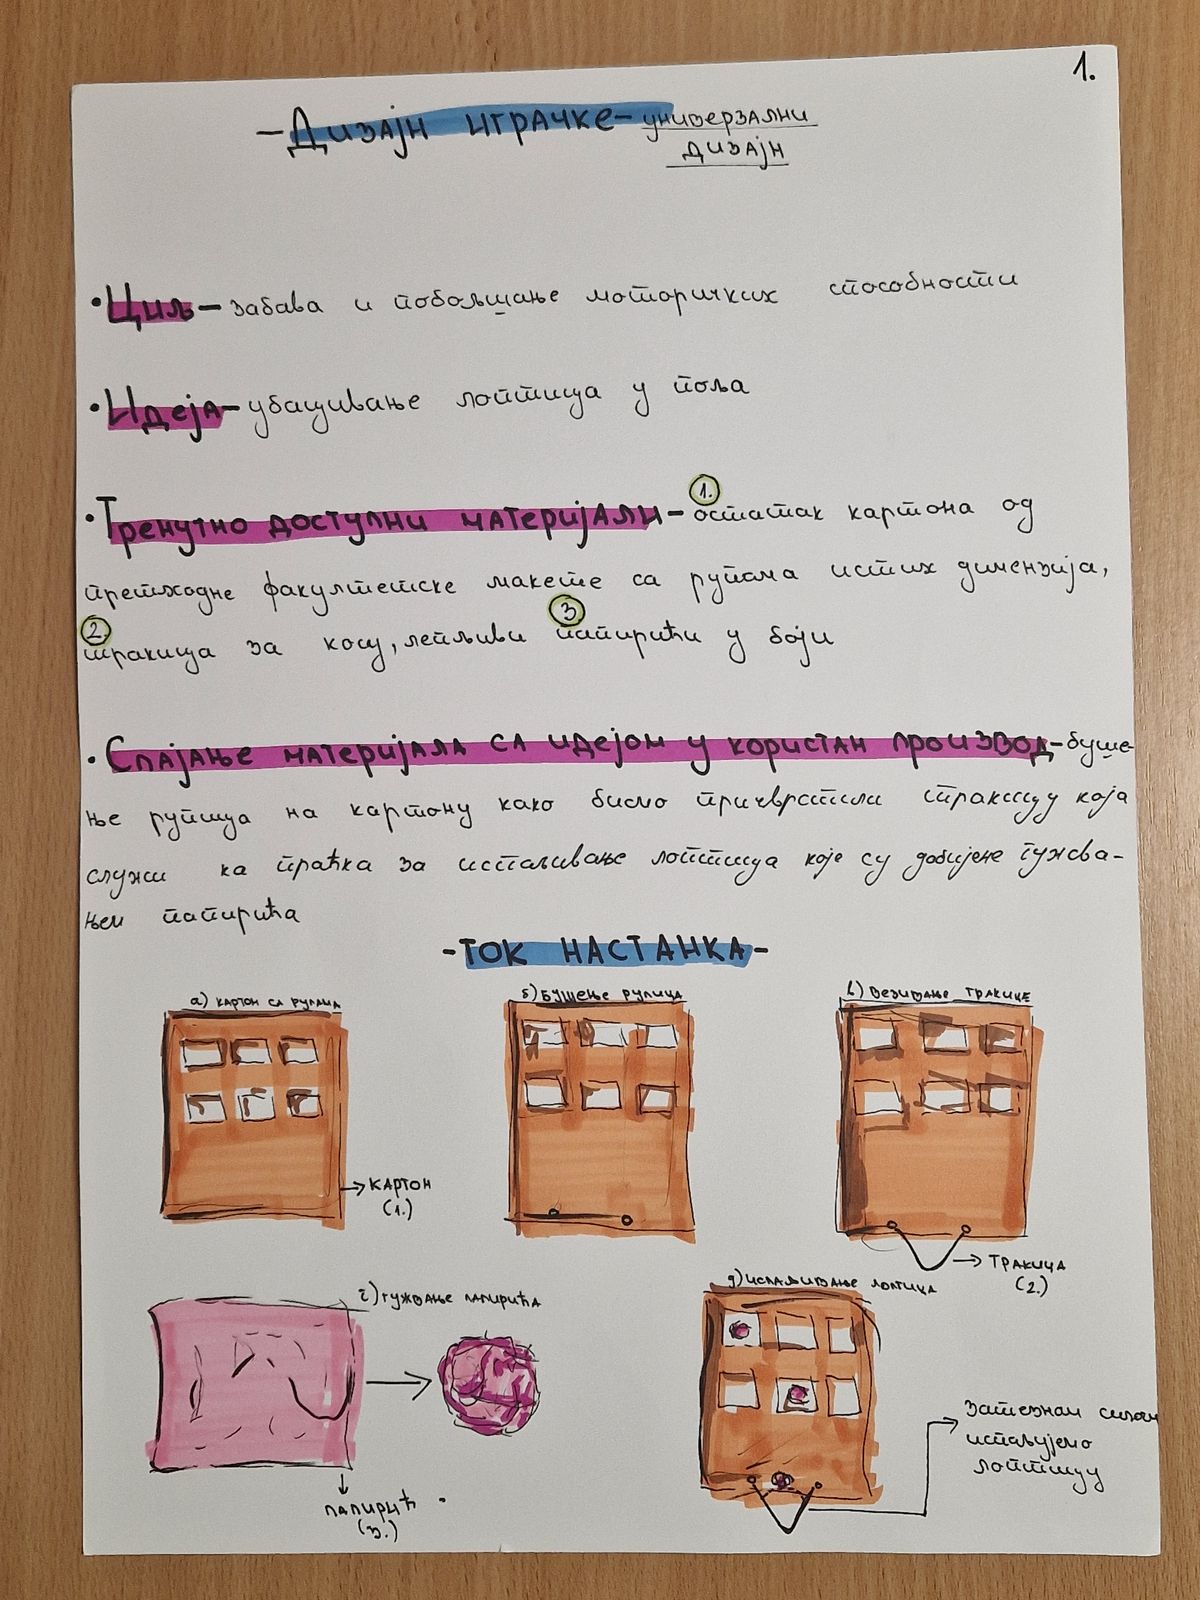 1.
- Дизајн играчке - универзални
дизајн
• Циљ - забава и побољшање моторичких способности
• Идеја - убацивање лоптица у поља
1.
• Тренутно доступни материјали - остатак картона од
претходне факултетске макете са рупама истих димензија,
2. 3
тракица за косу, лепљиви папирићи у боји
• Спајање материјала са идејом у користан производ - буше-
ње рупица на картону како бисмо причврстили тракицу која
служи ка праћка за испаљивање лоптица које су добијене гужва-
њем папирића
- ТОК НАСТАНКА -
а) картон са рупама
б) бушење рупица
в) везивање тракице
картон
(1.)
тракица
(2.)
г) гужвање папирића
д) испаљивање лоптица
затезном силом
испаљујемо
лоптицу
папирић
(3.)